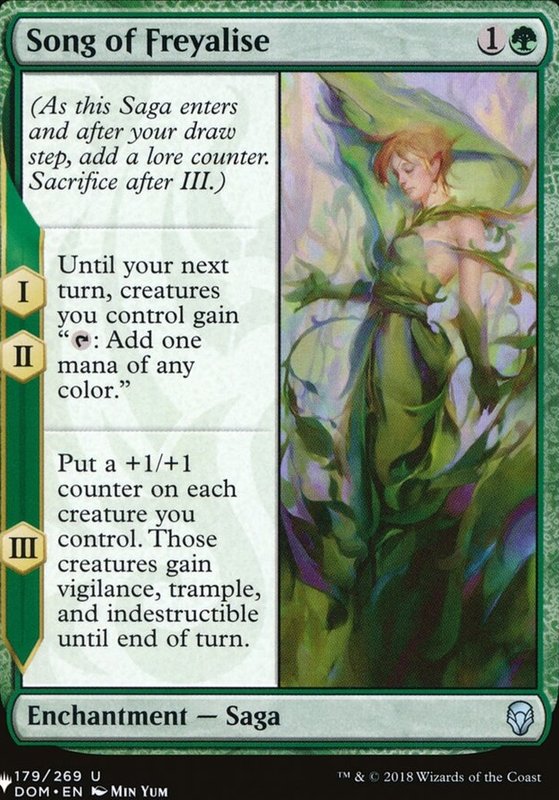 Song of Freyalise 1
(As this Saga enters
and after your draw
step, add a lore counter.
Sacrifice after III.)
I
II
Until your next
turn, creatures
you control gain
“: Add one
mana of any
color.”
III
Put a +1/+1
counter on each
creature you
control. Those
creatures gain
vigilance, trample,
and indestructible
until end of turn.
Enchantment — Saga
179/269 U
DOM • EN Min Yum
™ & © 2018 Wizards of the Coast